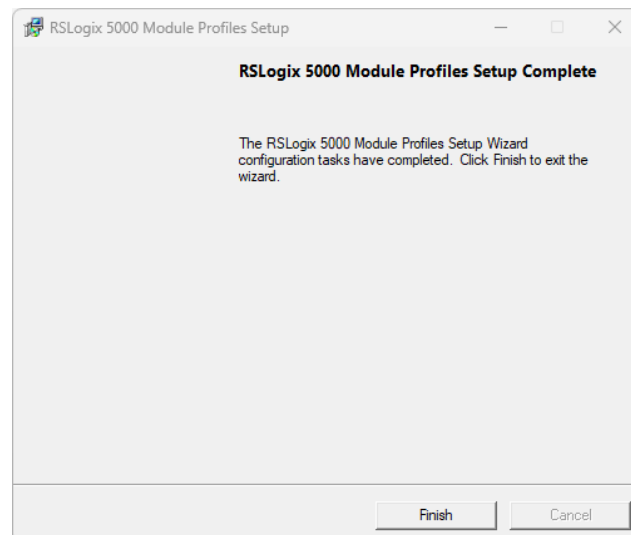 RSLogix 5000 Module Profiles Setup
RSLogix 5000 Module Profiles Setup Complete
The RSLogix 5000 Module Profiles Setup Wizard
configuration tasks have completed. Click Finish to exit the
wizard.
Finish
Cancel